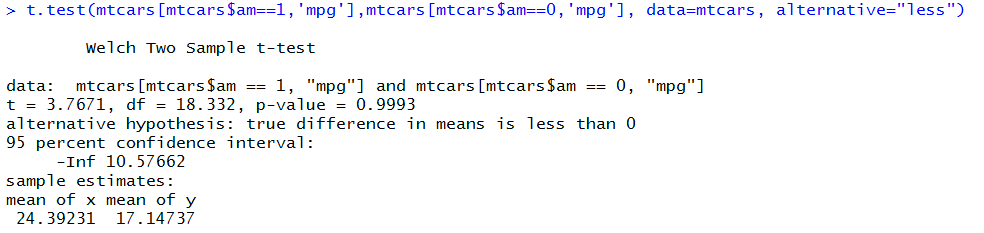 > t.test(mtcars[mtcars$am==1,'mpg'],mtcars[mtcars$am==0,'mpg'], data=mtcars, alternative="less")
Welch Two Sample t-test
data:  mtcars[mtcars$am == 1, "mpg"] and mtcars[mtcars$am == 0, "mpg"]
t = 3.7671, df = 18.332, p-value = 0.9993
alternative hypothesis: true difference in means is less than 0
95 percent confidence interval:
-Inf 10.57662
sample estimates:
mean of x mean of y
24.39231  17.14737